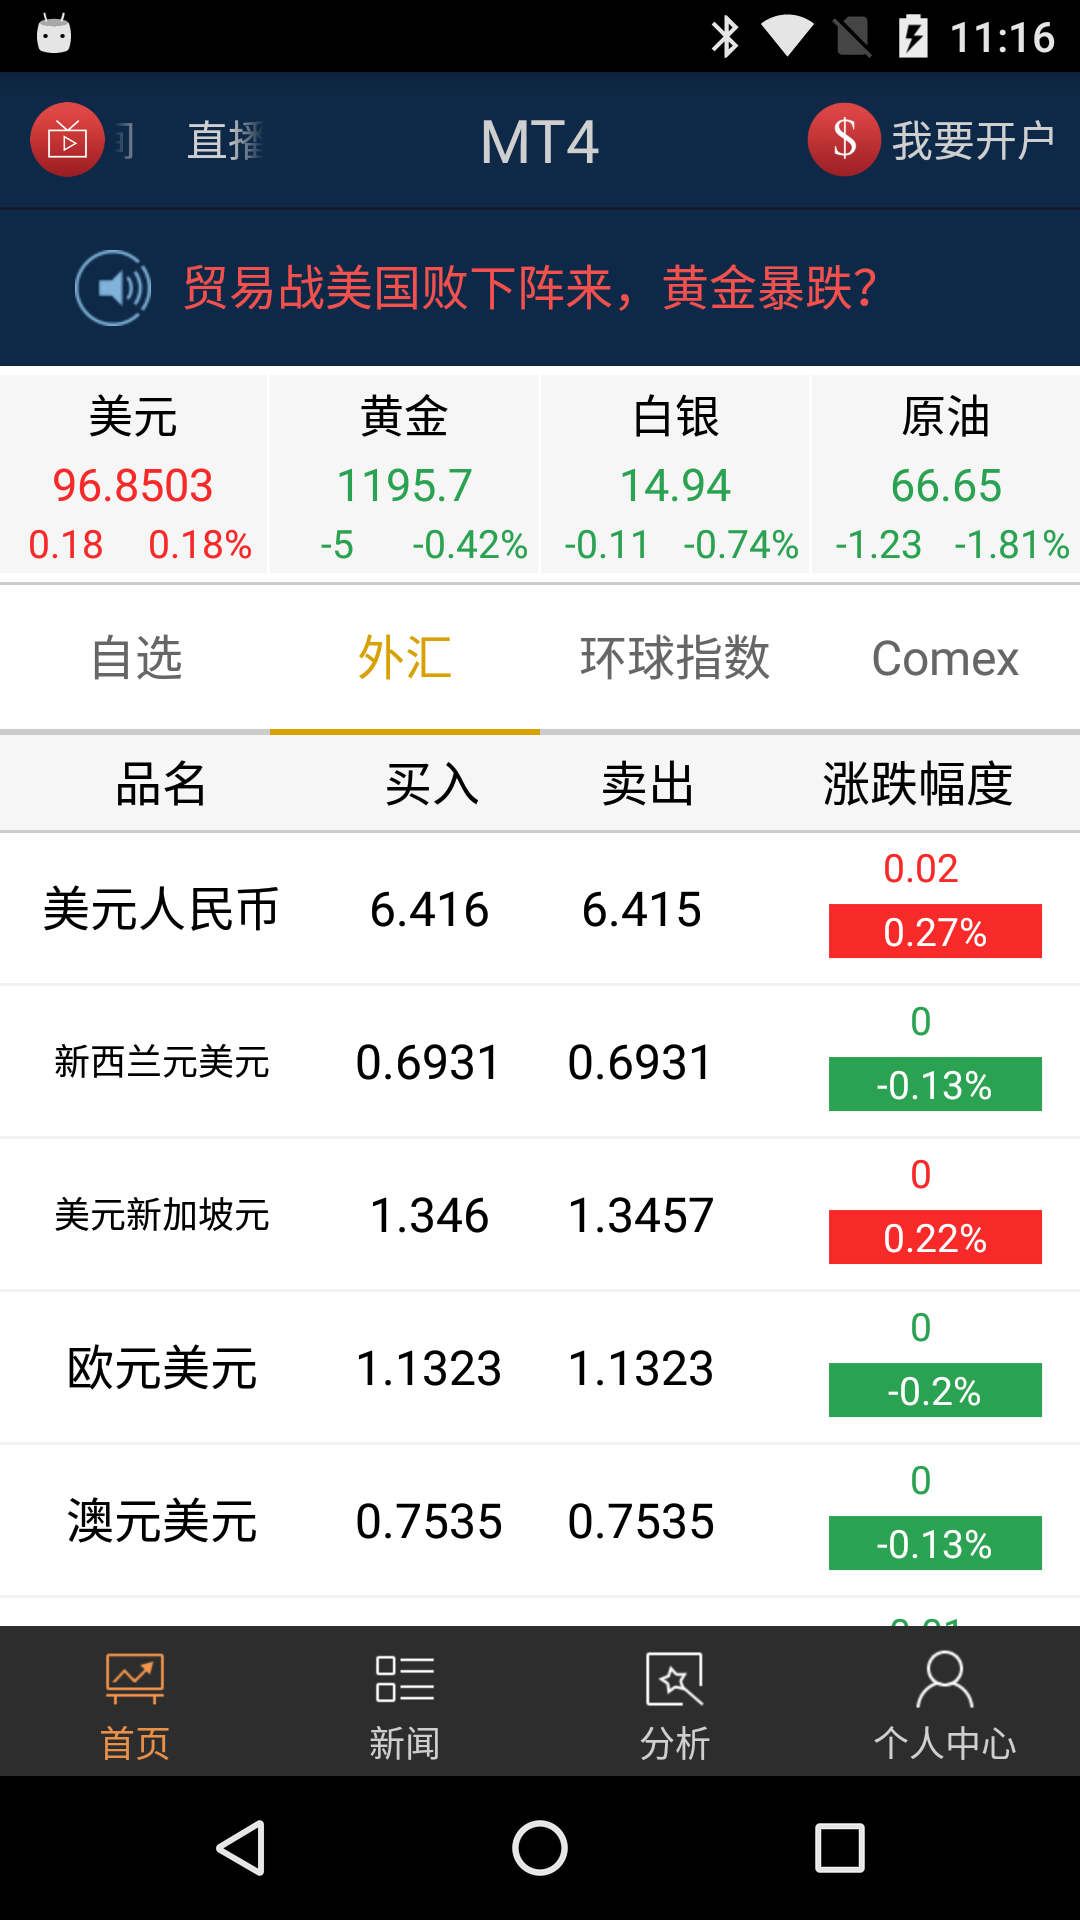 11:16
直播
MT4
$ 我要开户
贸易战美国败下阵来，黄金暴跌?
美元 黄金 白银 原油
96.8503 1195.7 14.94 66.65
0.18 0.18% -5 -0.42% -0.11 -0.74% -1.23 -1.81%
自选 外汇 环球指数 Comex
品名 买入 卖出 涨跌幅度
美元人民币 6.416 6.415 0.02
0.27%
新西兰元美元 0.6931 0.6931 0
-0.13%
美元新加坡元 1.346 1.3457 0
0.22%
欧元美元 1.1323 1.1323 0
-0.2%
澳元美元 0.7535 0.7535 0
-0.13%
首页 新闻 分析 个人中心